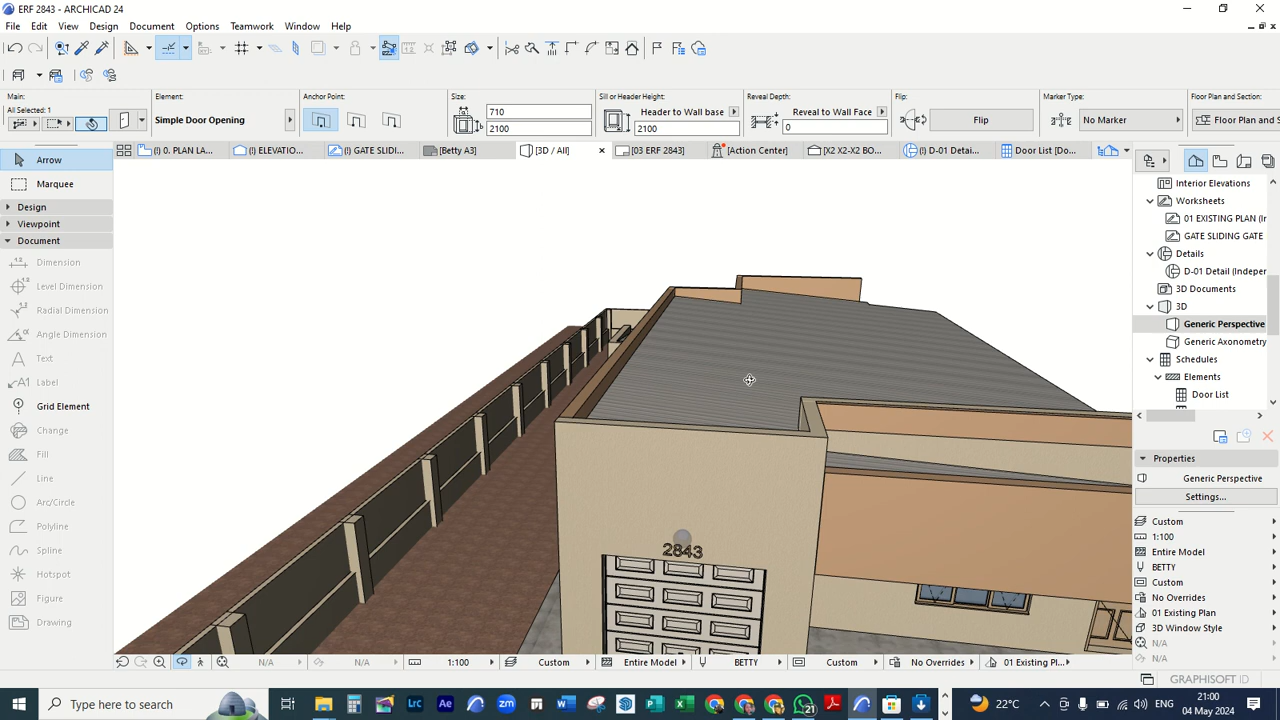 ERF 2843 - ARCHICAD 24
File Edit View Design Document Options Teamwork Window Help
Main:
All Selected: 1
Element:
Simple Door Opening
Anchor Point:
Size:
710
2100
Sill or Header Height:
Header to Wall base
2100
Reveal Depth:
Reveal to Wall Face
0
Flip:
Flip
Marker Type:
No Marker
Floor Plan and Section:
Floor Plan and S
(!) 0. PLAN LA...
(!) ELEVATIO...
(!) GATE SLIDI...
[Betty A3]
[3D / All]
[03 ERF 2843]
[Action Center]
[X2 X2-X2 BO...
(!) D-01 Detai...
Door List [Do...
Arrow
Marquee
Design
Viewpoint
Document
Dimension
Level Dimension
Radial Dimension
Angle Dimension
Text
Label
Grid Element
Change
Fill
Line
Arc/Circle
Polyline
Spline
Hotspot
Figure
Drawing
2843
Interior Elevations
Worksheets
01 EXISTING PLAN (Ir
GATE SLIDING GATE
Details
D-01 Detail (Indeper
3D Documents
3D
Generic Perspective
Generic Axonometry
Schedules
Elements
Door List
Properties
Generic Perspective
Settings...
Custom
1:100
Entire Model
BETTY
Custom
No Overrides
01 Existing Plan
3D Window Style
N/A
N/A
N/A N/A 1:100 Custom Entire Model BETTY Custom No Overrides 01 Existing Pl...
GRAPHISOFT ID
Type here to search
Lrc
Ae
zm
21
22°C
ENG
21:00
04 May 2024